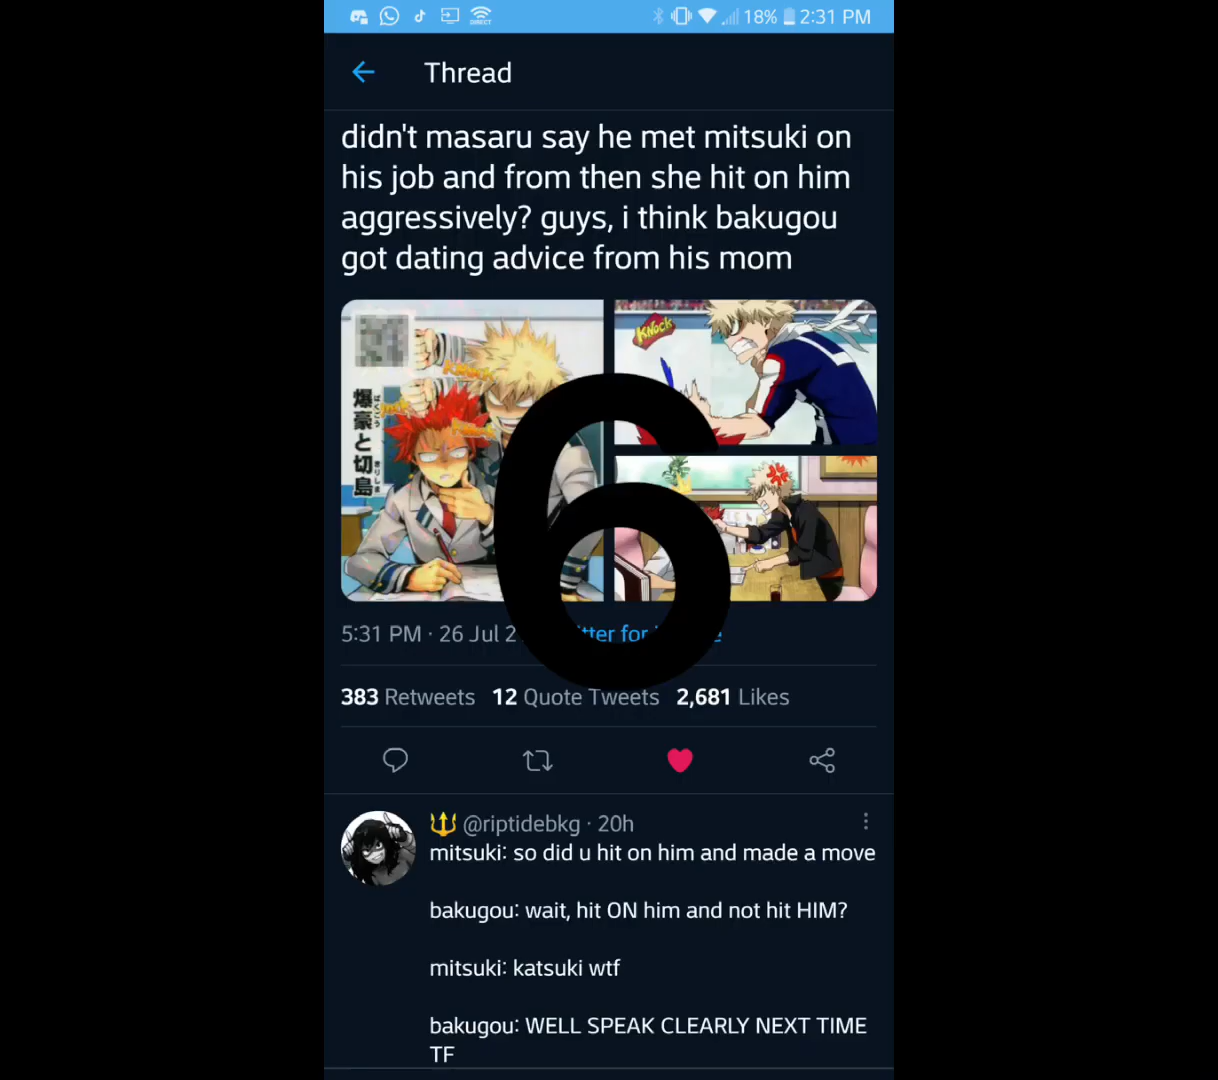 18% 2:31 PM
Thread
didn't masaru say he met mitsuki on
his job and from then she hit on him
aggressively? guys, i think bakugou
got dating advice from his mom
KNOCK
爆豪と切島
6
5:31 PM · 26 Jul 2 tter for
383 Retweets 12 Quote Tweets 2,681 Likes
@riptidebkg · 20h
mitsuki: so did u hit on him and made a move
bakugou: wait, hit ON him and not hit HIM?
mitsuki: katsuki wtf
bakugou: WELL SPEAK CLEARLY NEXT TIME
TF